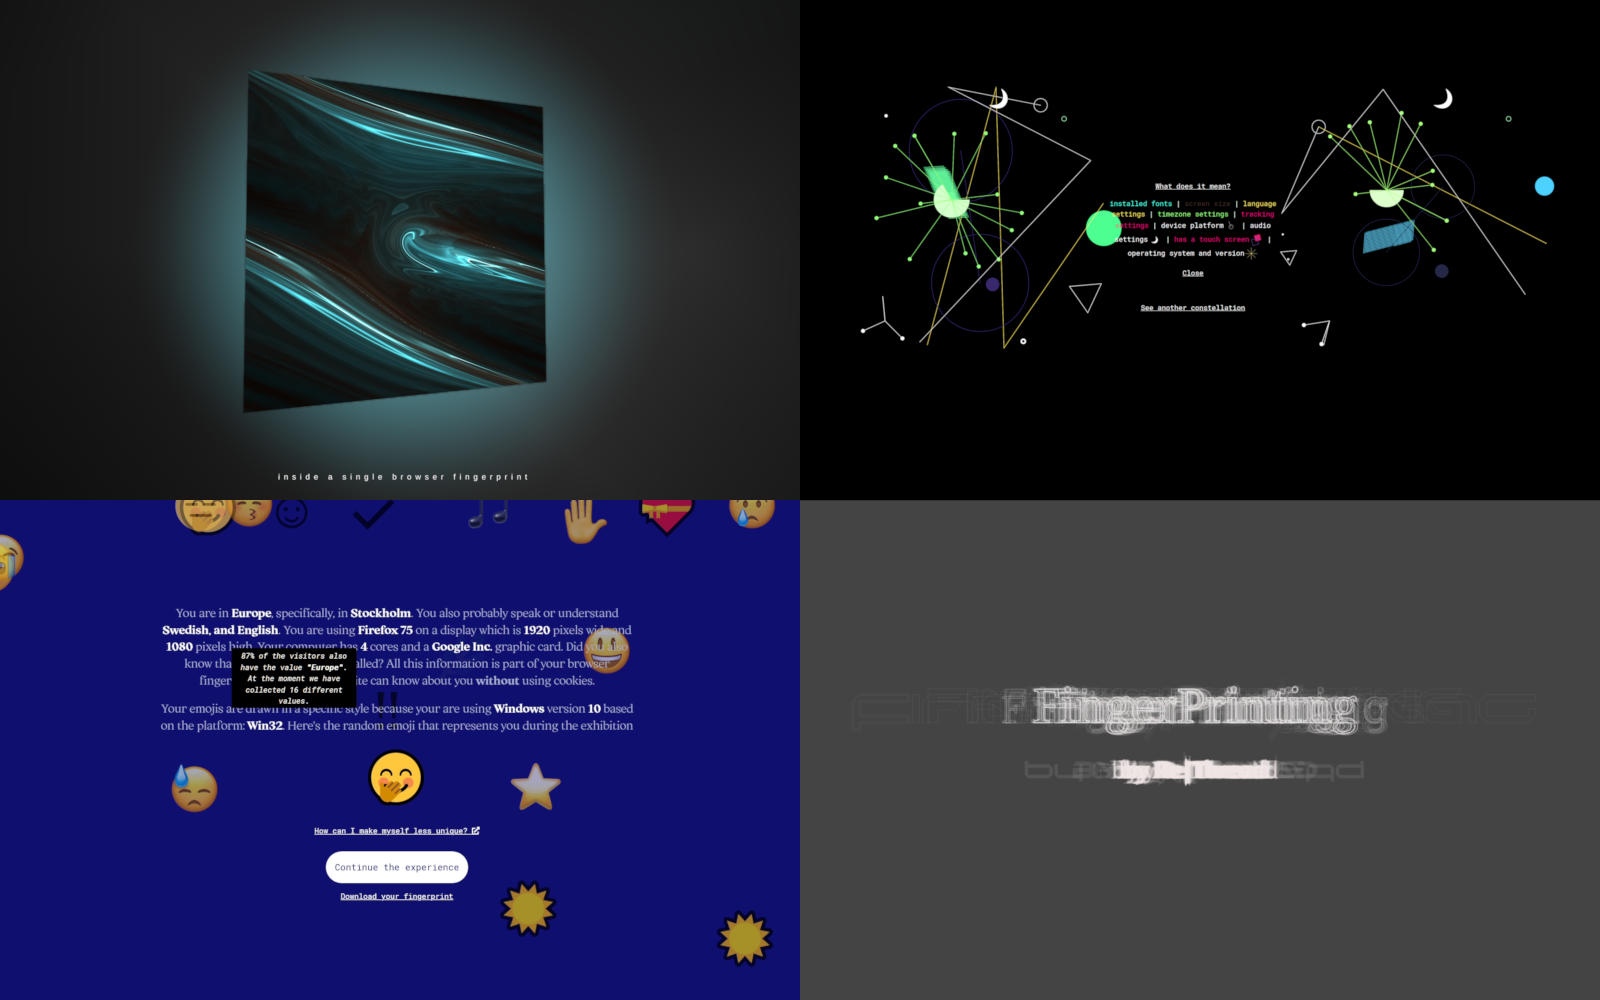 inside a single browser fingerprint
What does it mean?
installed fonts | screen size | language
settings | timezone settings | tracking
settings | device platform | audio
settings | has a touch screen |
operating system and version
Close
See another constellation
You are in Europe, specifically, in Stockholm. You also probably speak or understand
Swedish, and English. You are using Firefox 75 on a display which is 1920 pixels wide and
1080 pixels high. Your computer has 4 cores and a Google Inc. graphic card. Did you also
know tha alled? All this information is part of your browser
finger ite can know about you without using cookies.
87% of the visitors also
have the value "Europe".
At the moment we have
collected 16 different
values.
Your emojis are drawn in a specific style because your are using Windows version 10 based
on the platform: Win32. Here's the random emoji that represents you during the exhibition
How can I make myself less unique?
Continue the experience
Download your fingerprint
FingerPrinting